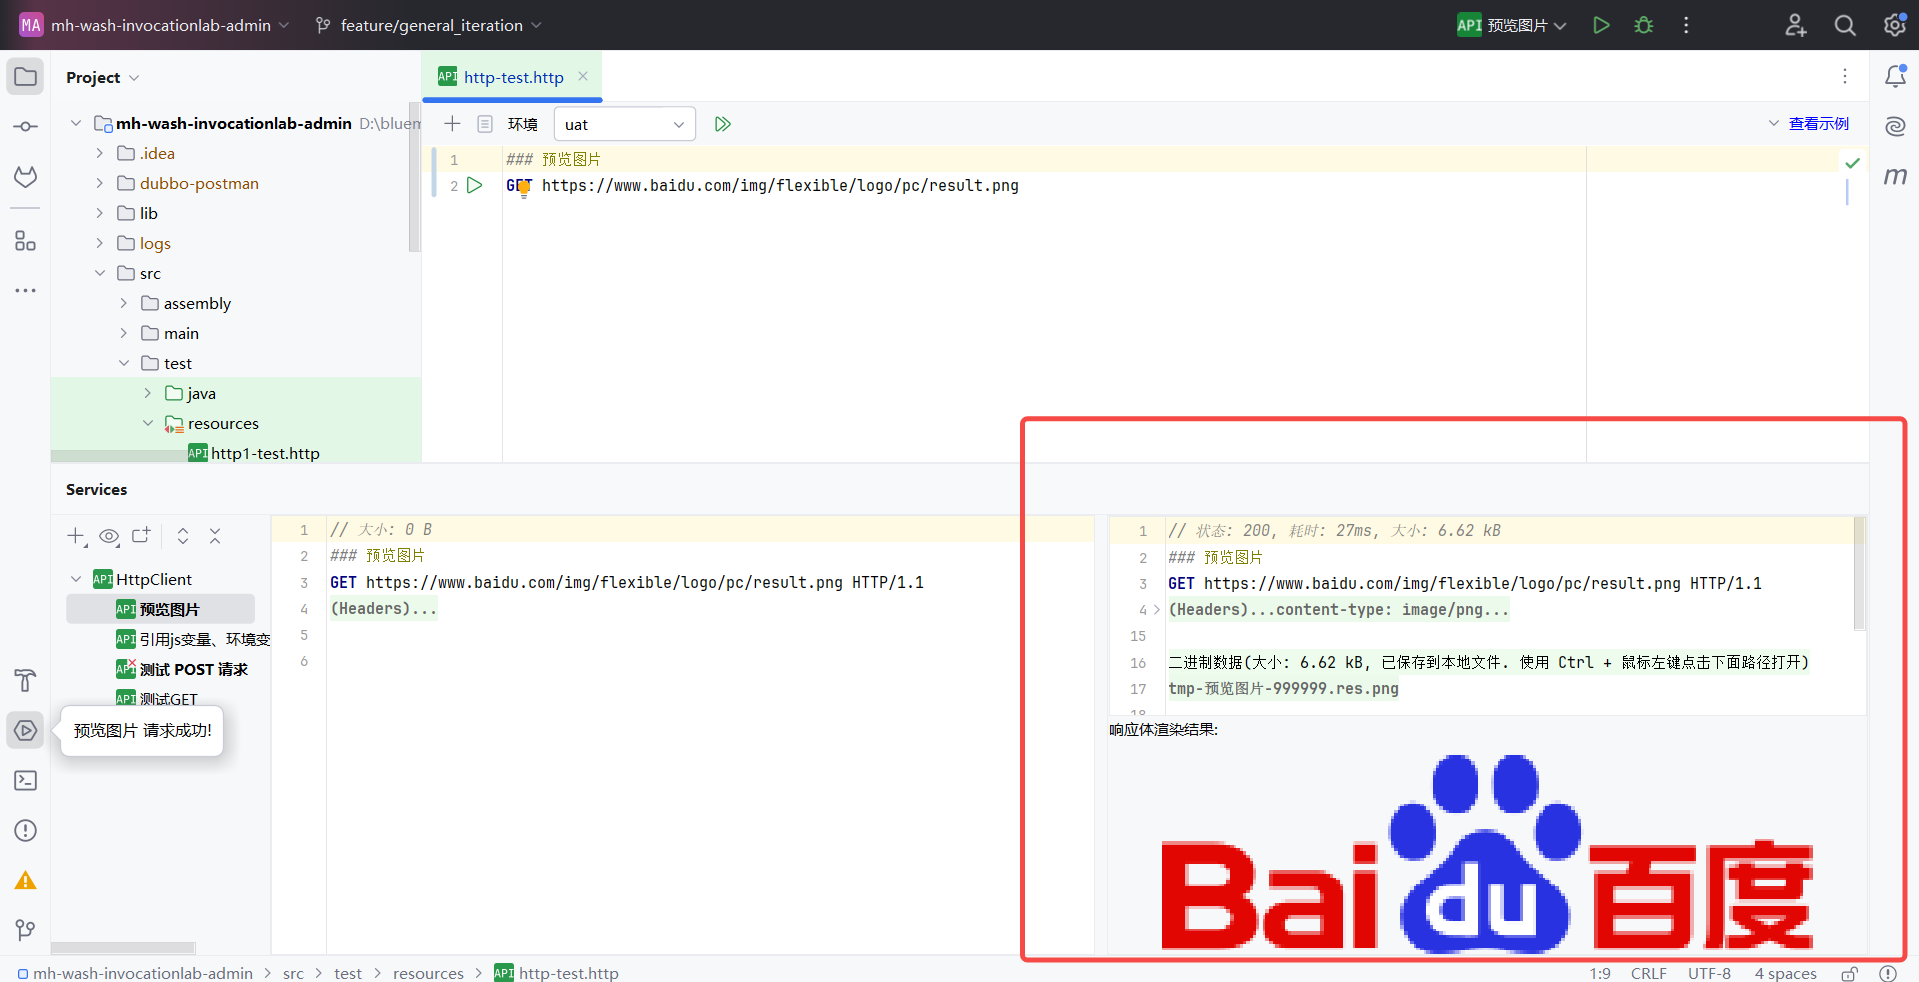 MA mh-wash-invocationlab-admin feature/general_iteration API 预览图片
Project
API http-test.http
mh-wash-invocationlab-admin D:\bluem
环境 uat 查看示例
.idea
dubbo-postman
lib
logs
src
assembly
main
test
java
resources
API http1-test.http
1 ### 预览图片
2 GET https://www.baidu.com/img/flexible/logo/pc/result.png
m
Services
API HttpClient
API 预览图片
API 引用js变量、环境变
API 测试 POST 请求
API 测试GET
预览图片 请求成功!
1 // 大小: 0 B
2 ### 预览图片
3 GET https://www.baidu.com/img/flexible/logo/pc/result.png HTTP/1.1
4 (Headers)...
5
6
1 // 状态: 200, 耗时: 27ms, 大小: 6.62 kB
2 ### 预览图片
3 GET https://www.baidu.com/img/flexible/logo/pc/result.png HTTP/1.1
4 (Headers)...content-type: image/png...
15
16 二进制数据(大小: 6.62 kB, 已保存到本地文件. 使用 Ctrl + 鼠标左键点击下面路径打开)
17 tmp-预览图片-999999.res.png
18
响应体渲染结果:
Bai du 百度
mh-wash-invocationlab-admin > src > test > resources > API http-test.http 1:9 CRLF UTF-8 4 spaces